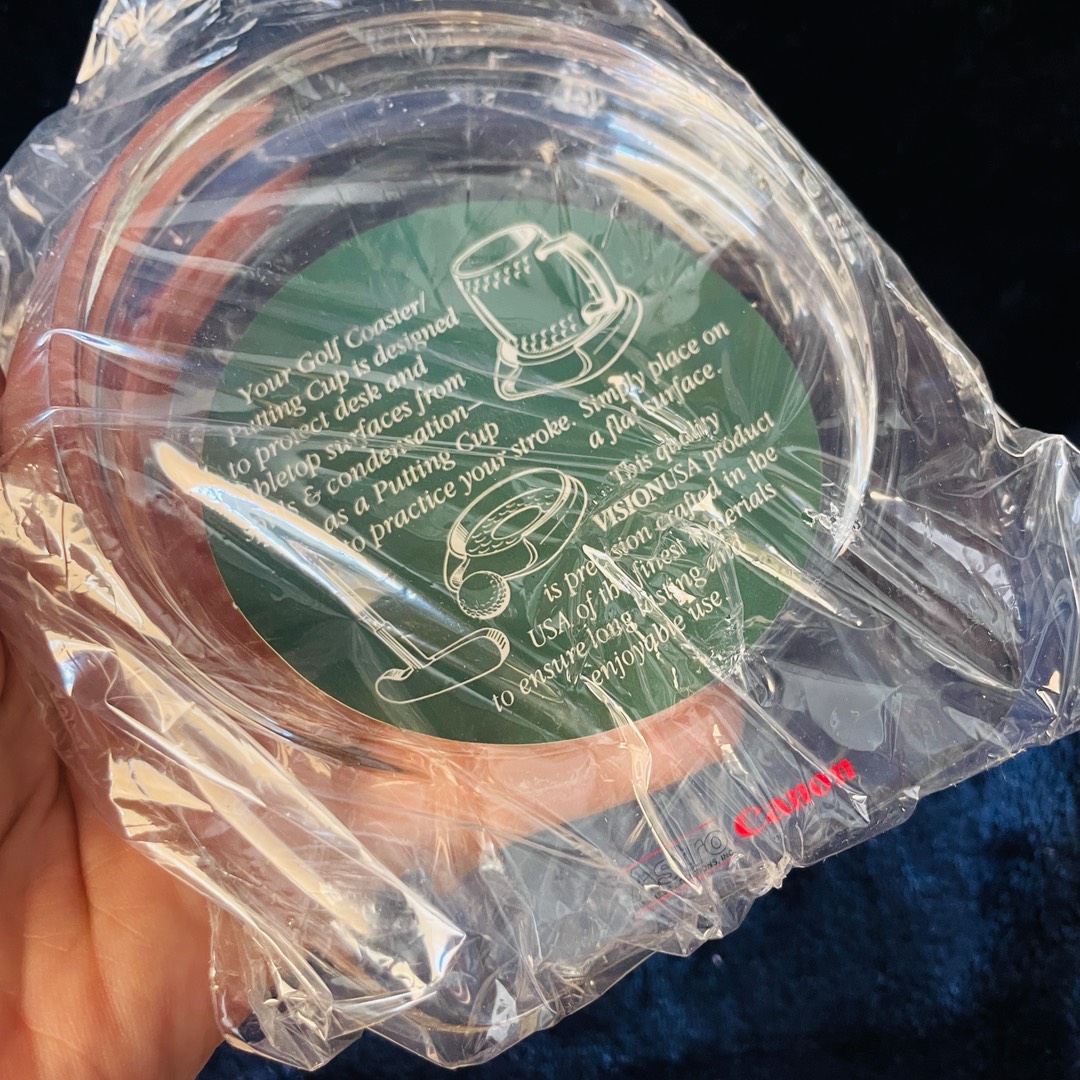 Your Golf Coaster/
Putting Cup is designed
to protect desk and
tabletop surfaces from
& condensation—
as a Putting Cup
to practice your stroke. Simply place on
a flat surface.
This quality
VISIONUSA product
is precision crafted in the
USA of the finest materials
to ensure long lasting and
enjoyable use
Canon